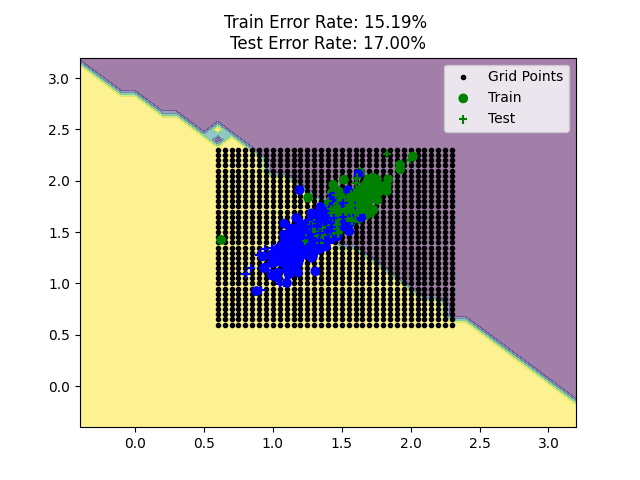 Train Error Rate: 15.19%
Test Error Rate: 17.00%
Grid Points
Train
Test
3.0
2.5
2.0
1.5
1.0
0.5
0.0
0.0 0.5 1.0 1.5 2.0 2.5 3.0